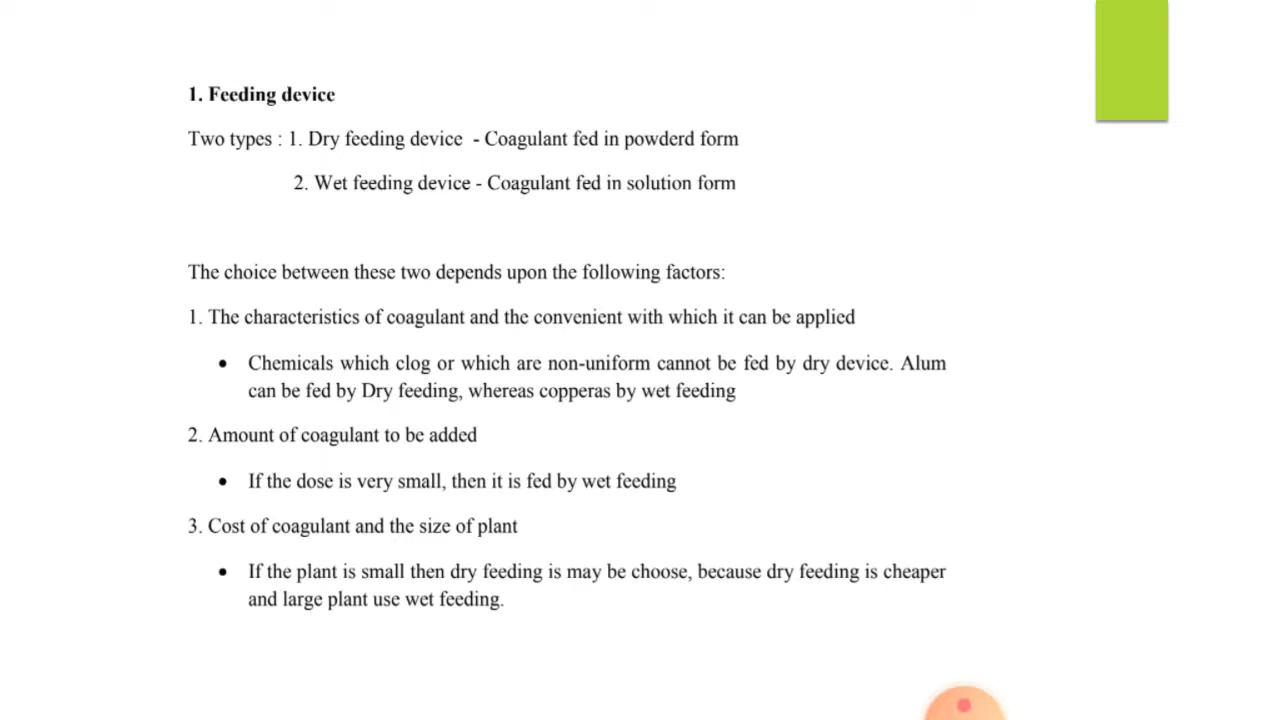 1. Feeding device
Two types : 1. Dry feeding device - Coagulant fed in powderd form
2. Wet feeding device - Coagulant fed in solution form
The choice between these two depends upon the following factors:
1. The characteristics of coagulant and the convenient with which it can be applied
• Chemicals which clog or which are non-uniform cannot be fed by dry device. Alum
can be fed by Dry feeding, whereas copperas by wet feeding
2. Amount of coagulant to be added
• If the dose is very small, then it is fed by wet feeding
3. Cost of coagulant and the size of plant
• If the plant is small then dry feeding is may be choose, because dry feeding is cheaper
and large plant use wet feeding.